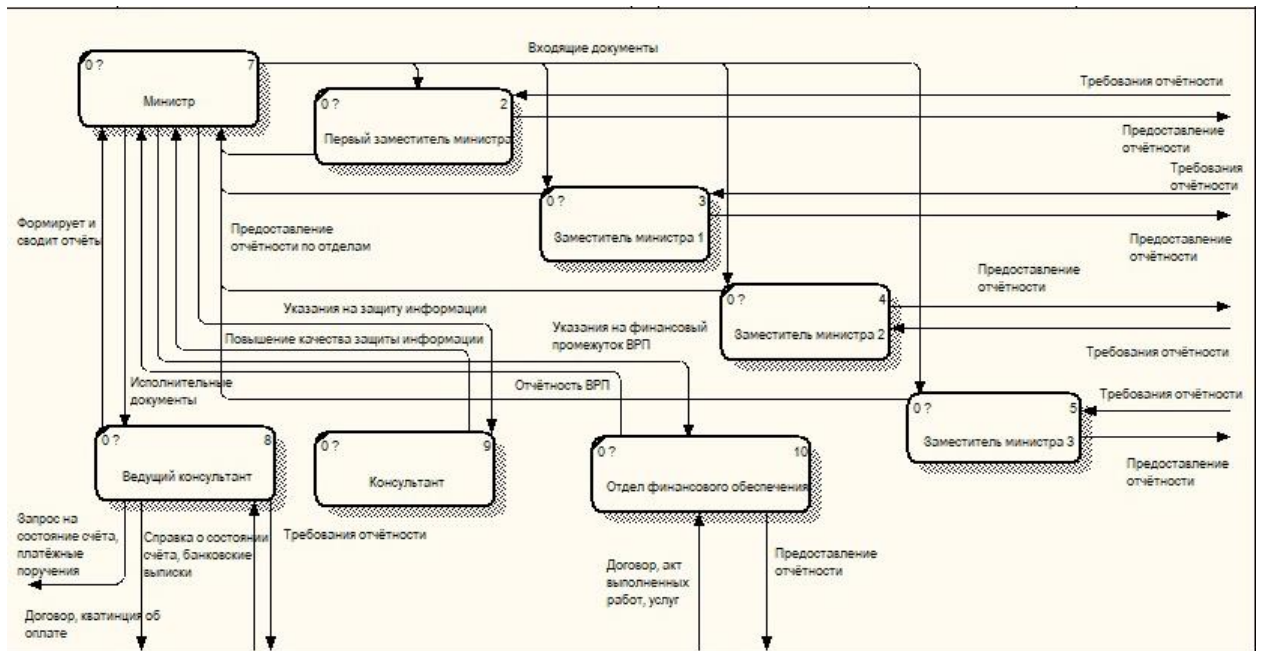 Входящие документы
0 ?
7
Министр
Требования отчётности
0 ?
2
Первый заместитель министра
Предоставление
отчётности
Требования
отчётности
0 ?
3
Заместитель министра 1
Формирует и
сводит отчёты
Предоставление
отчётности по отделам
Предоставление
отчётности
Предоставление
отчётности
0 ?
4
Заместитель министра 2
Указания на защиту информации
Указания на финансовый
промежуток ВРП
Повышение качества защиты информации
Требования отчётности
Исполнительные
документы
Отчётность ВРП
Требования отчётности
0 ?
5
Заместитель министра 3
0 ?
8
Ведущий консультант
0 ?
9
Консультант
0 ?
10
Отдел финансового обеспечения
Предоставление
отчётности
Запрос на
состояние счёта,
платёжные
поручения
Справка о состоянии
счёта, банковские
выписки
Требования отчётности
Договор, акт
выполненных
работ, услуг
Предоставление
отчётности
Договор, кватинция об
оплате